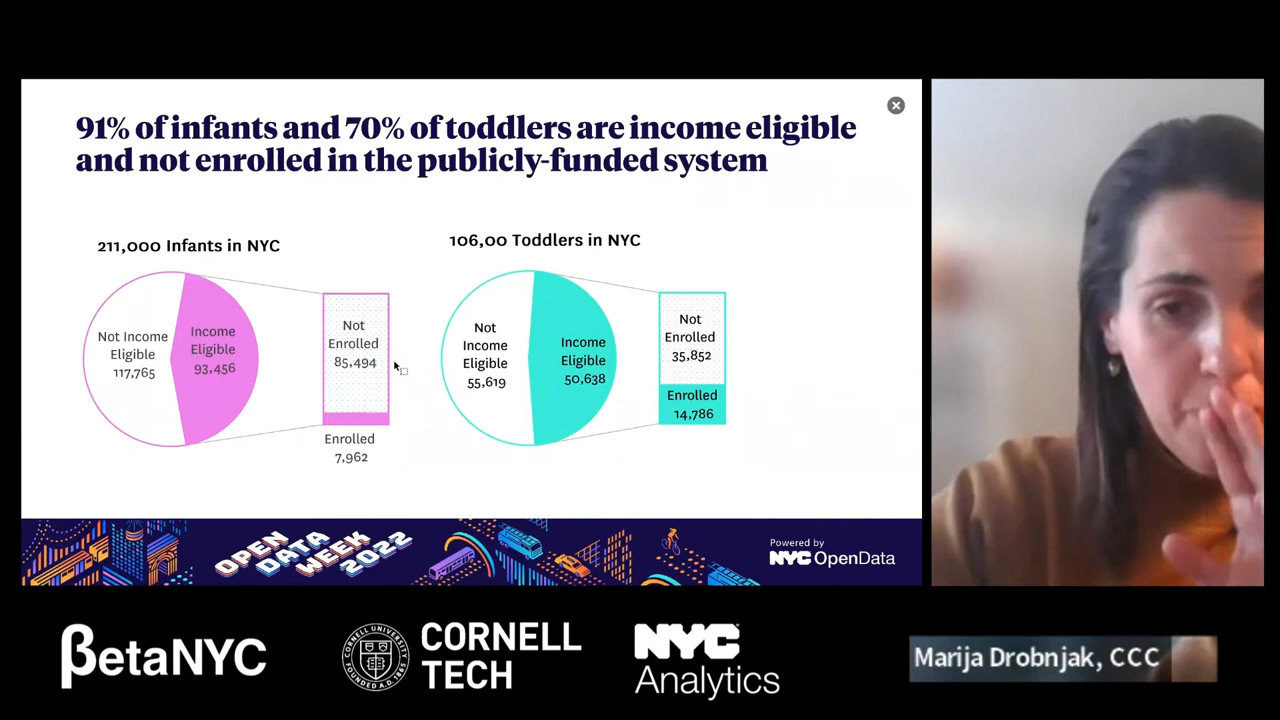 91% of infants and 70% of toddlers are income eligible
and not enrolled in the publicly-funded system
211,000 Infants in NYC
Not Income
Eligible
117,765
Income
Eligible
93,456
Not
Enrolled
85,494
Enrolled
7,962
106,00 Toddlers in NYC
Not
Income
Eligible
55,619
Income
Eligible
50,638
Not
Enrolled
35,852
Enrolled
14,786
OPEN
DATA
WEEK
2022
Powered by
NYC OpenData
βetaNYC
CORNELL UNIVERSITY
FOUNDED A.D. 1865
CORNELL
TECH
NYC
Analytics
Marija Drobnjak, CCC